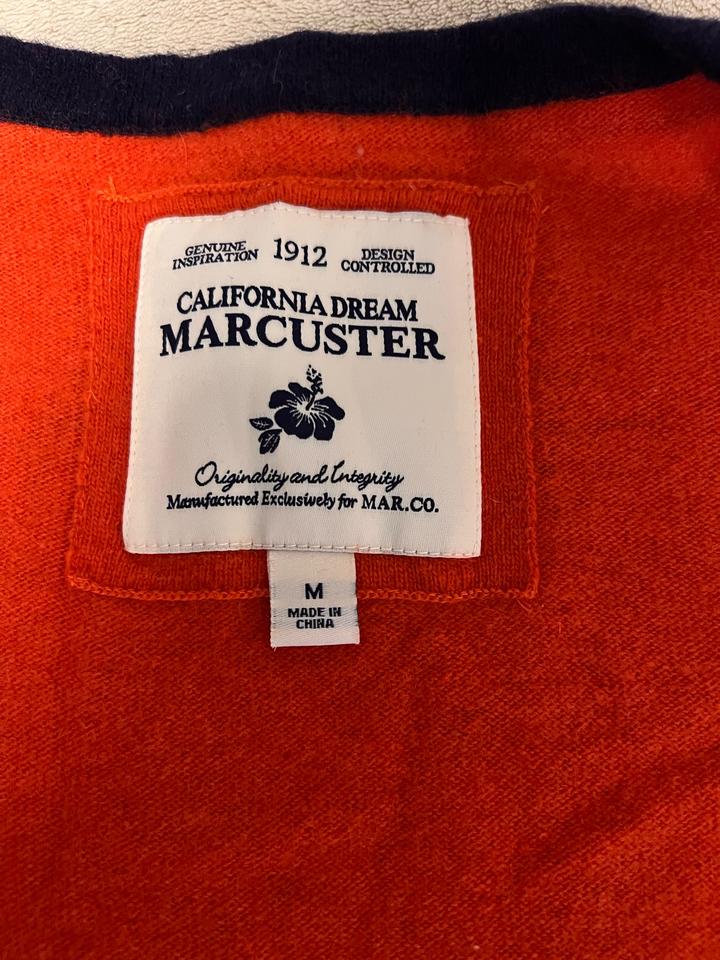 GENUINE INSPIRATION
1912
DESIGN CONTROLLED
CALIFORNIA DREAM
MARCUSTER
Originality and Integrity
Manufactured Exclusively for MAR.CO.
M
MADE IN
CHINA